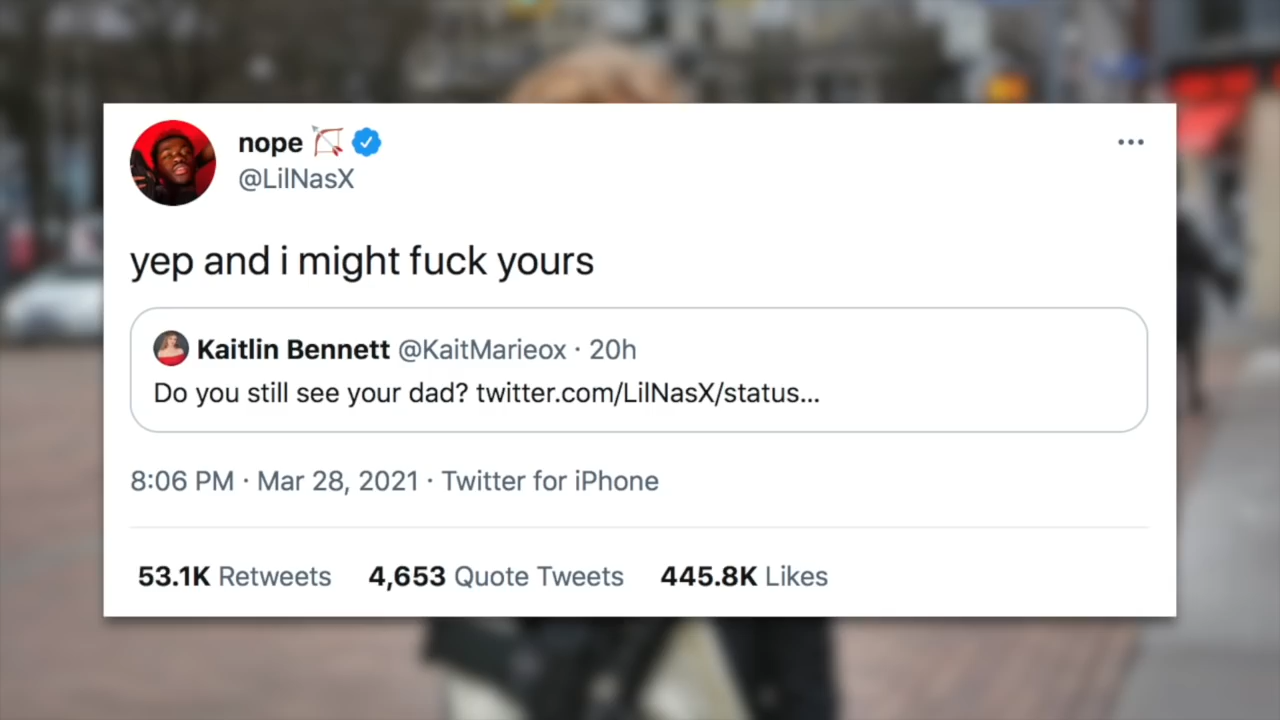 nope 🏹
@LilNasX
yep and i might fuck yours
Kaitlin Bennett @KaitMarieox · 20h
Do you still see your dad? twitter.com/LilNasX/status...
8:06 PM · Mar 28, 2021 · Twitter for iPhone
53.1K Retweets 4,653 Quote Tweets 445.8K Likes